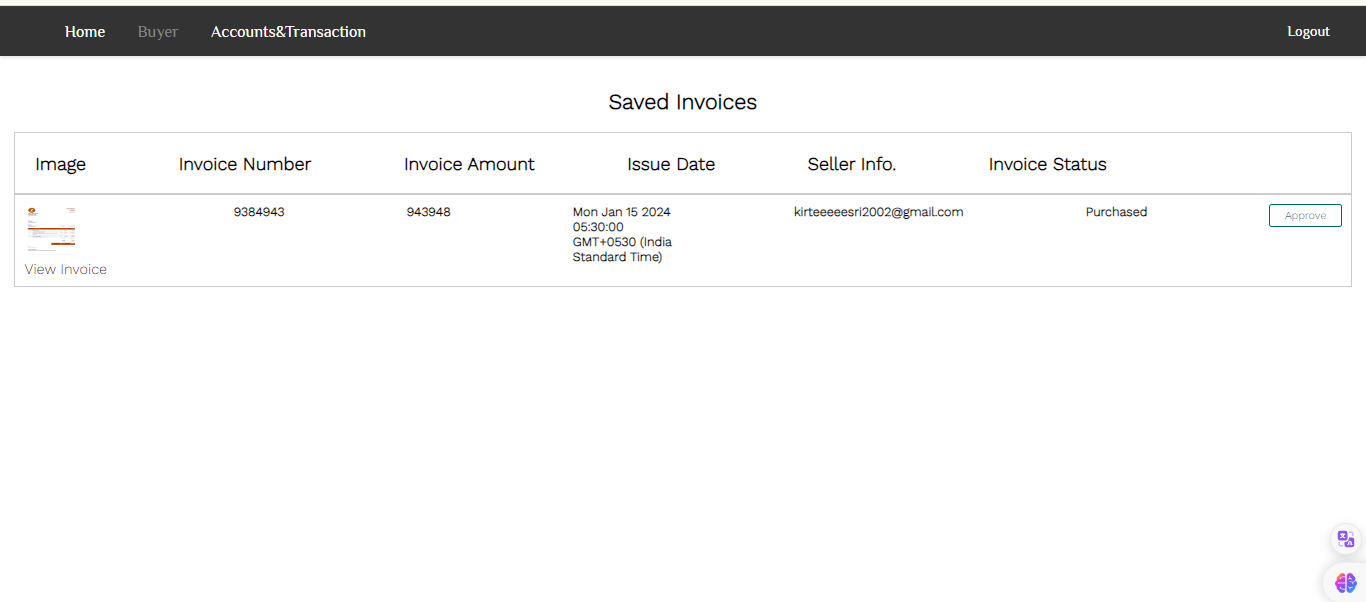 Home Buyer Accounts&Transaction Logout
Saved Invoices
Image Invoice Number Invoice Amount Issue Date Seller Info. Invoice Status
9384943 943948 Mon Jan 15 2024 kirteeeeesri2002@gmail.com Purchased Approve
05:30:00
GMT+0530 (India
Standard Time)
View Invoice